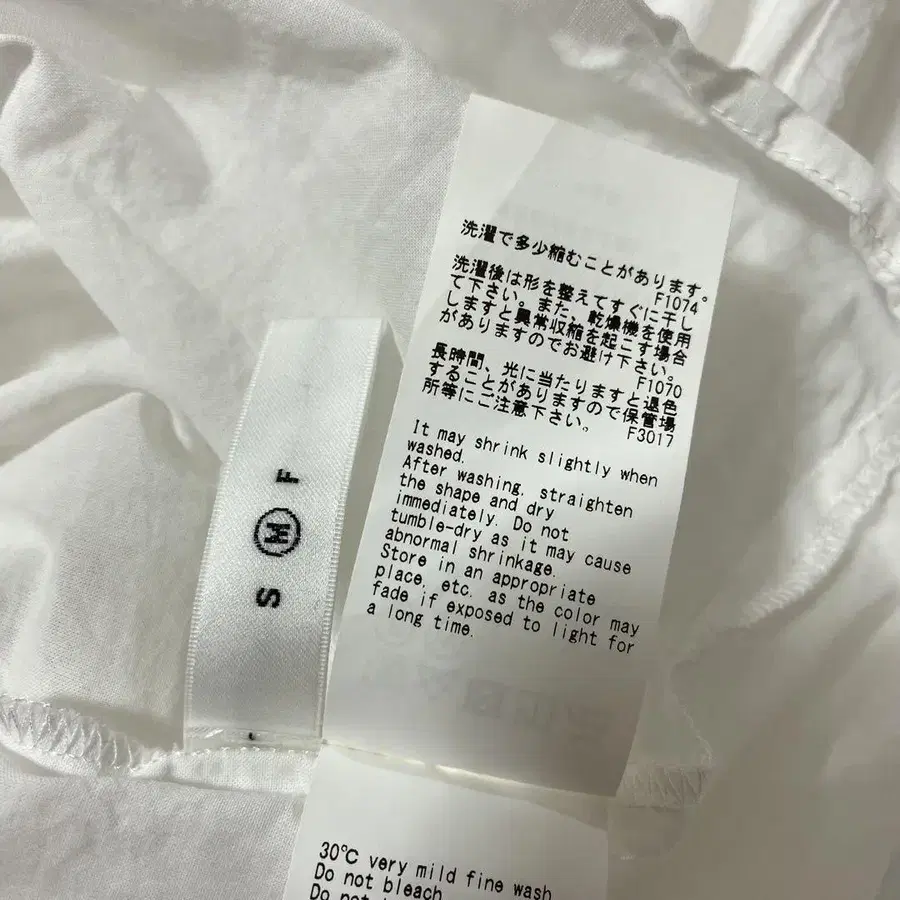 S M F
洗濯で多少縮むことがあります。
F1074
洗濯後は形を整えてすぐに干し
て下さい。また、乾燥機を使用
しますと異常収縮を起こす場合
がありますのでお避け下さい。
F1070
長時間、光に当たりますと退色
することがありますので保管場
所等にご注意下さい。
F3017
It may shrink slightly when
washed.
After washing, straighten
the shape and dry
immediately. Do not
tumble-dry as it may cause
abnormal shrinkage.
Store in an appropriate
place, etc. as the color may
fade if exposed to light for
a long time.
30℃ very mild fine wash
Do not bleach
Do not